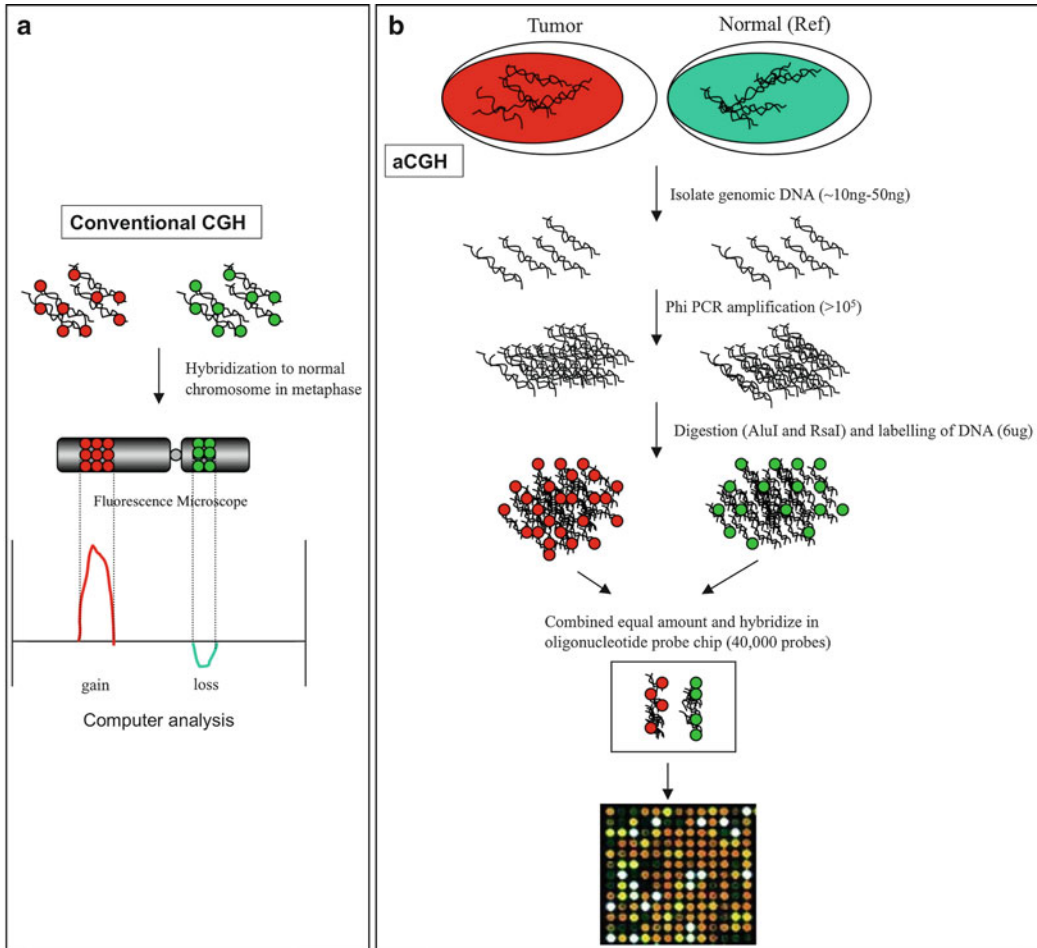 a
Conventional CGH
Hybridization to normal
chromosome in metaphase
Fluorescence Microscope
gain
loss
Computer analysis
b
Tumor
Normal (Ref)
aCGH
Isolate genomic DNA (~10ng-50ng)
Phi PCR amplification (>10⁵)
Digestion (AluI and RsaI) and labelling of DNA (6ug)
Combined equal amount and hybridize in
oligonucleotide probe chip (40,000 probes)